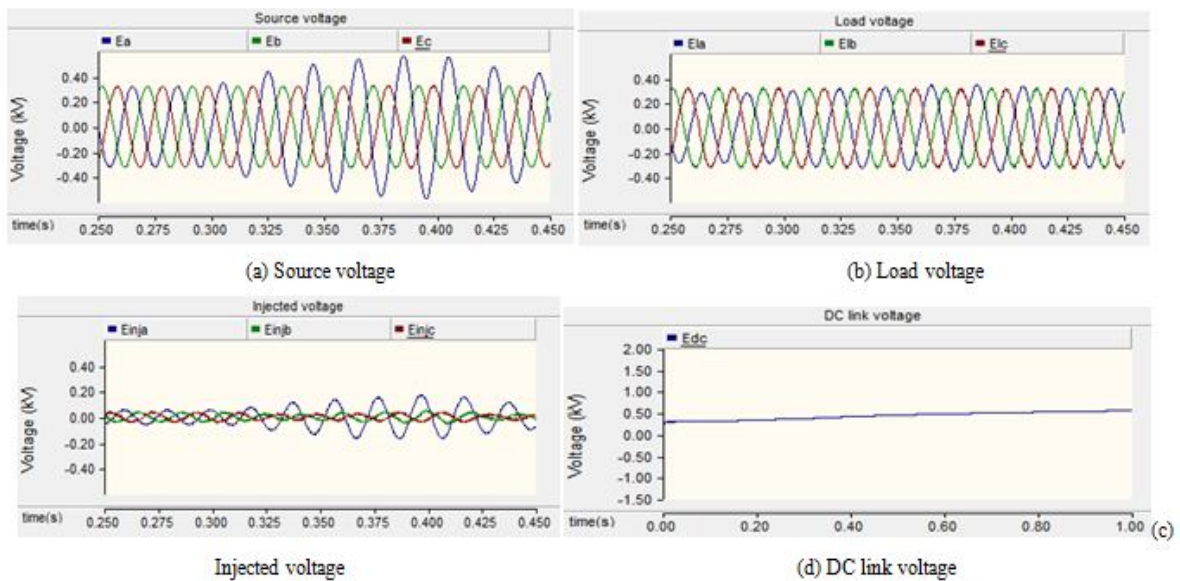 Source voltage
Ea Eb Ec
Voltage (kV)
0.40
0.20
0.00
-0.20
-0.40
time(s) 0.250 0.275 0.300 0.325 0.350 0.375 0.400 0.425 0.450
(a) Source voltage
Load voltage
Ela Elb Elc
Voltage (kV)
0.40
0.20
0.00
-0.20
-0.40
time(s) 0.250 0.275 0.300 0.325 0.350 0.375 0.400 0.425 0.450
(b) Load voltage
Injected voltage
Einja Einjb Einjc
Voltage (kV)
0.40
0.20
0.00
-0.20
-0.40
time(s) 0.250 0.275 0.300 0.325 0.350 0.375 0.400 0.425 0.450
DC link voltage
Edc
Voltage (kV)
2.00
1.50
1.00
0.50
0.00
-0.50
-1.00
-1.50
time(s) 0.00 0.20 0.40 0.60 0.80 1.00
(c)
Injected voltage
(d) DC link voltage